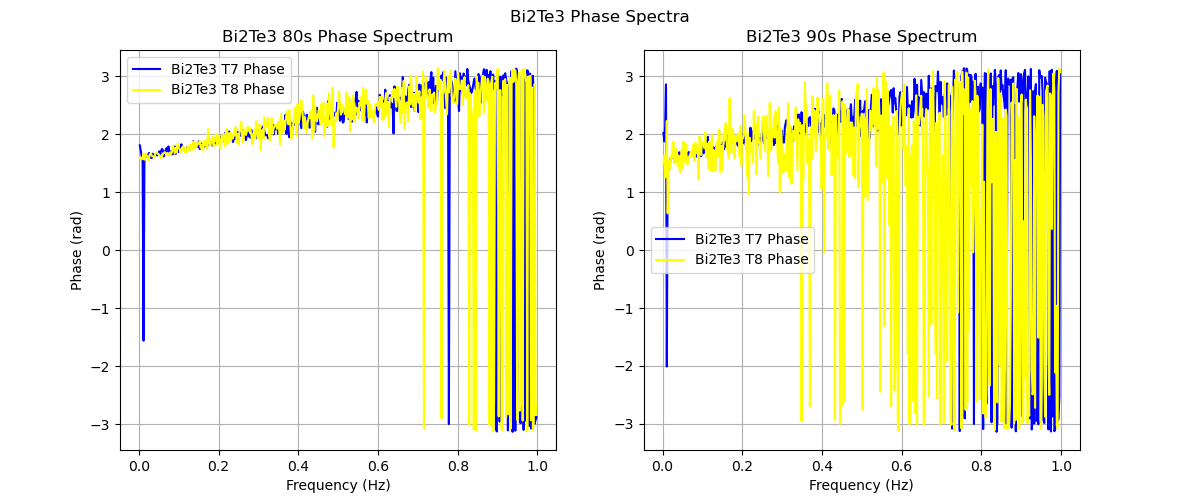 Bi2Te3 Phase Spectra
Bi2Te3 80s Phase Spectrum
Bi2Te3 T7 Phase
Bi2Te3 T8 Phase
Phase (rad)
3
2
1
0
−1
−2
−3
0.0 0.2 0.4 0.6 0.8 1.0
Frequency (Hz)
Bi2Te3 90s Phase Spectrum
Bi2Te3 T7 Phase
Bi2Te3 T8 Phase
Phase (rad)
3
2
1
0
−1
−2
−3
0.0 0.2 0.4 0.6 0.8 1.0
Frequency (Hz)